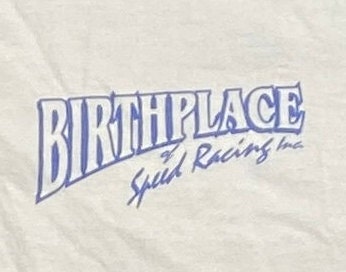 BIRTHPLACE
of
Speed Racing Inc.